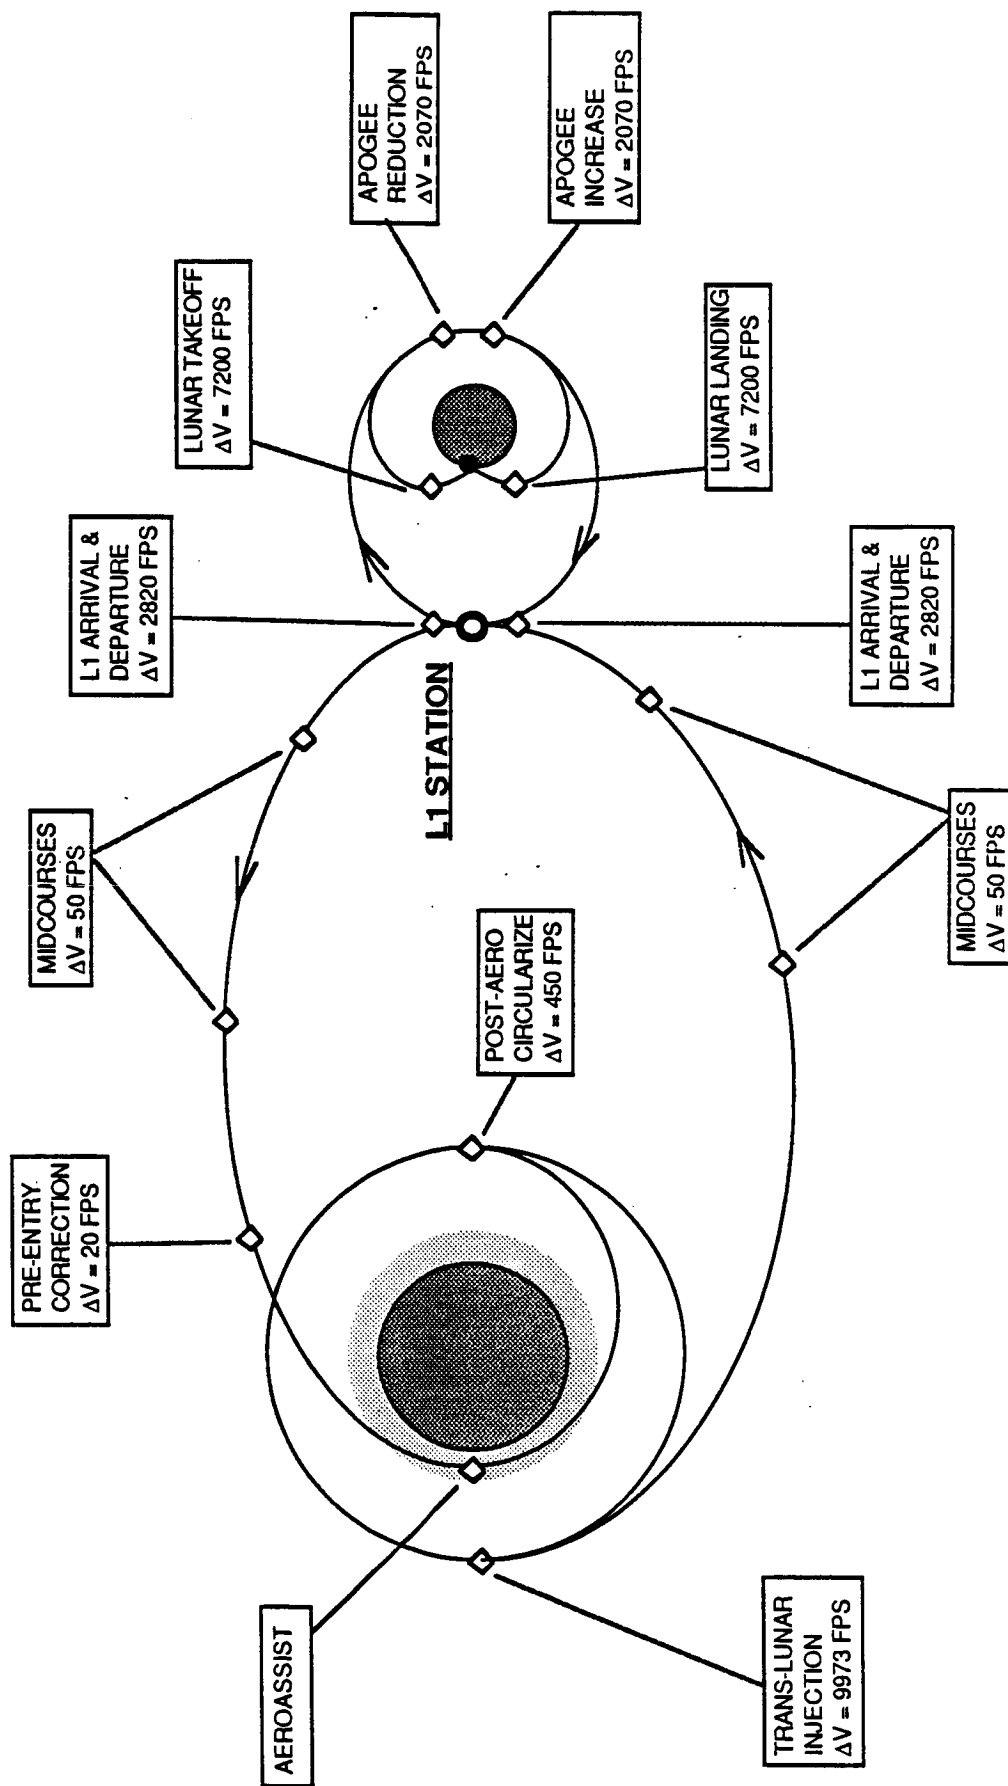 AEROASSIST
PRE-ENTRY
CORRECTION
ΔV = 20 FPS
MIDCOURSES
ΔV = 50 FPS
L1 ARRIVAL &
DEPARTURE
ΔV = 2820 FPS
LUNAR TAKEOFF
ΔV = 7200 FPS
APOGEE
REDUCTION
ΔV = 2070 FPS
L1 STATION
POST-AERO
CIRCULARIZE
ΔV = 450 FPS
APOGEE
INCREASE
ΔV = 2070 FPS
LUNAR LANDING
ΔV = 7200 FPS
TRANS-LUNAR
INJECTION
ΔV = 9973 FPS
MIDCOURSES
ΔV = 50 FPS
L1 ARRIVAL &
DEPARTURE
ΔV = 2820 FPS